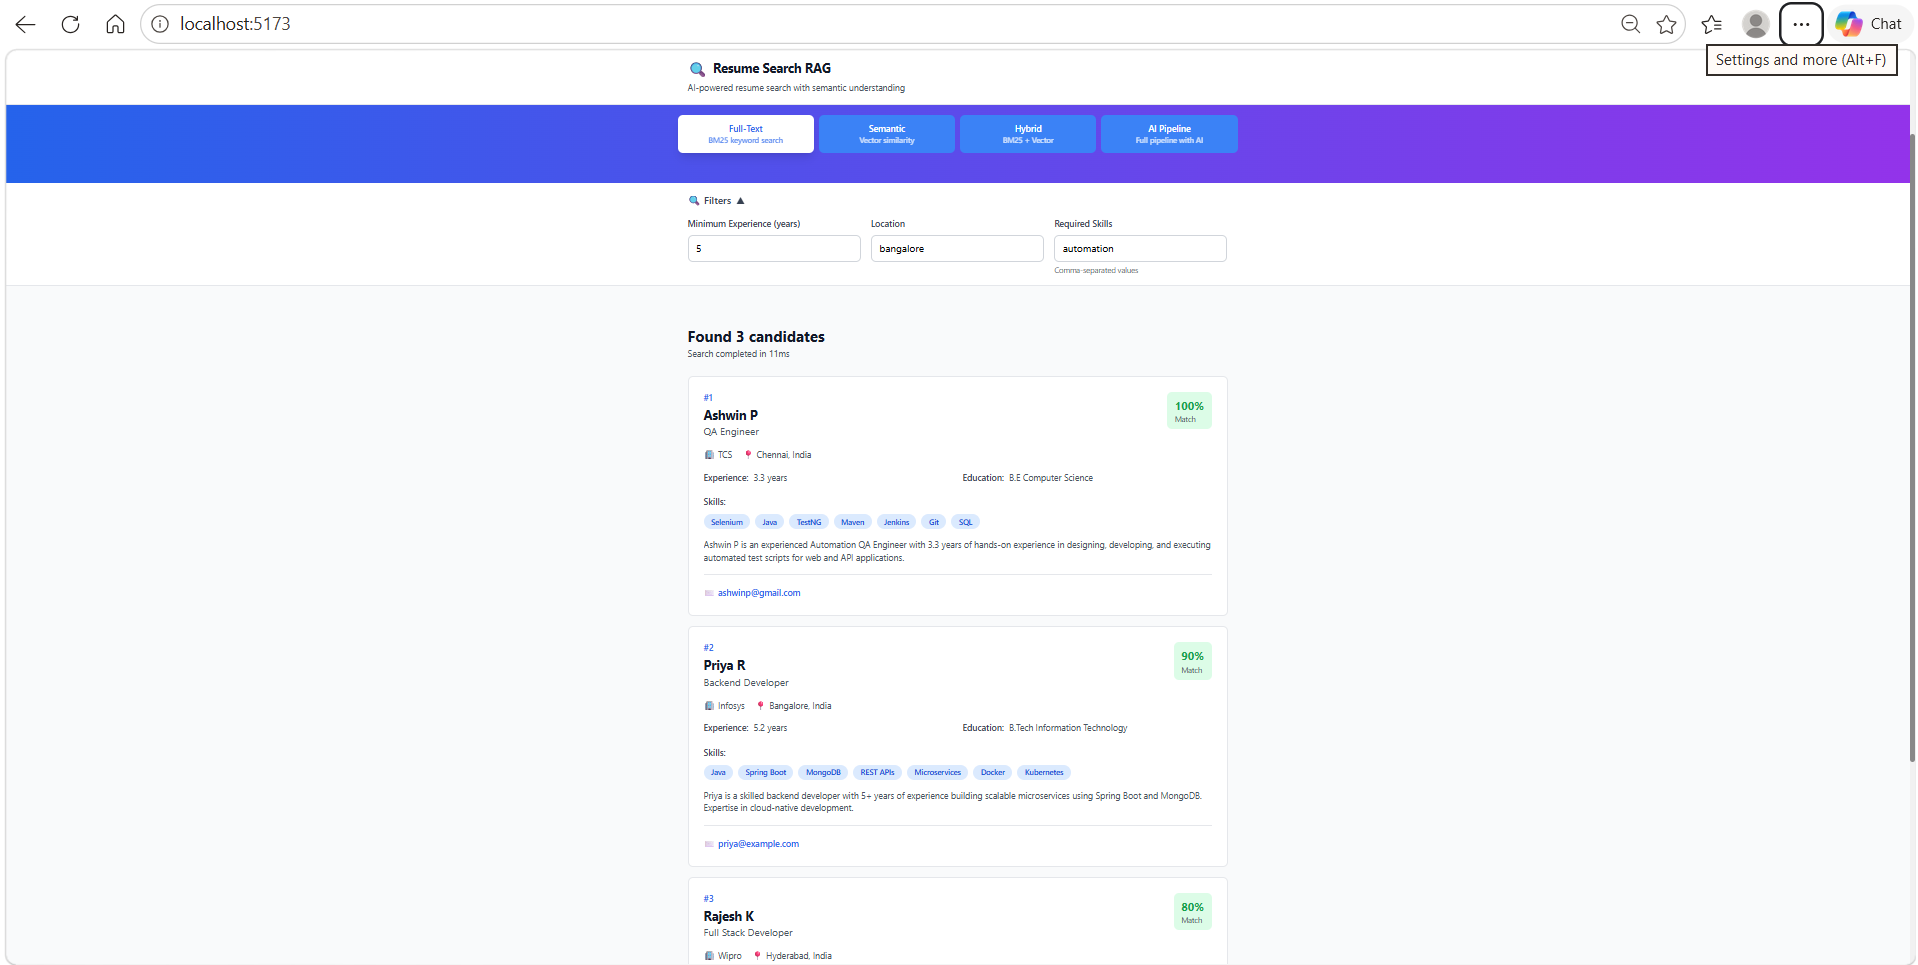 localhost:5173
Chat
Settings and more (Alt+F)
Resume Search RAG
AI-powered resume search with semantic understanding
Full-Text
BM25 keyword search
Semantic
Vector similarity
Hybrid
BM25 + Vector
AI Pipeline
Full pipeline with AI
Filters ▲
Minimum Experience (years)
Location
Required Skills
5
bangalore
automation
Comma-separated values
Found 3 candidates
Search completed in 11ms
#1
100%
Match
Ashwin P
QA Engineer
TCS Chennai, India
Experience: 3.3 years
Education: B.E Computer Science
Skills:
Selenium Java TestNG Maven Jenkins Git SQL
Ashwin P is an experienced Automation QA Engineer with 3.3 years of hands-on experience in designing, developing, and executing
automated test scripts for web and API applications.
ashwinp@gmail.com
#2
90%
Match
Priya R
Backend Developer
Infosys Bangalore, India
Experience: 5.2 years
Education: B.Tech Information Technology
Skills:
Java Spring Boot MongoDB REST APIs Microservices Docker Kubernetes
Priya is a skilled backend developer with 5+ years of experience building scalable microservices using Spring Boot and MongoDB.
Expertise in cloud-native development.
priya@example.com
#3
80%
Match
Rajesh K
Full Stack Developer
Wipro Hyderabad, India